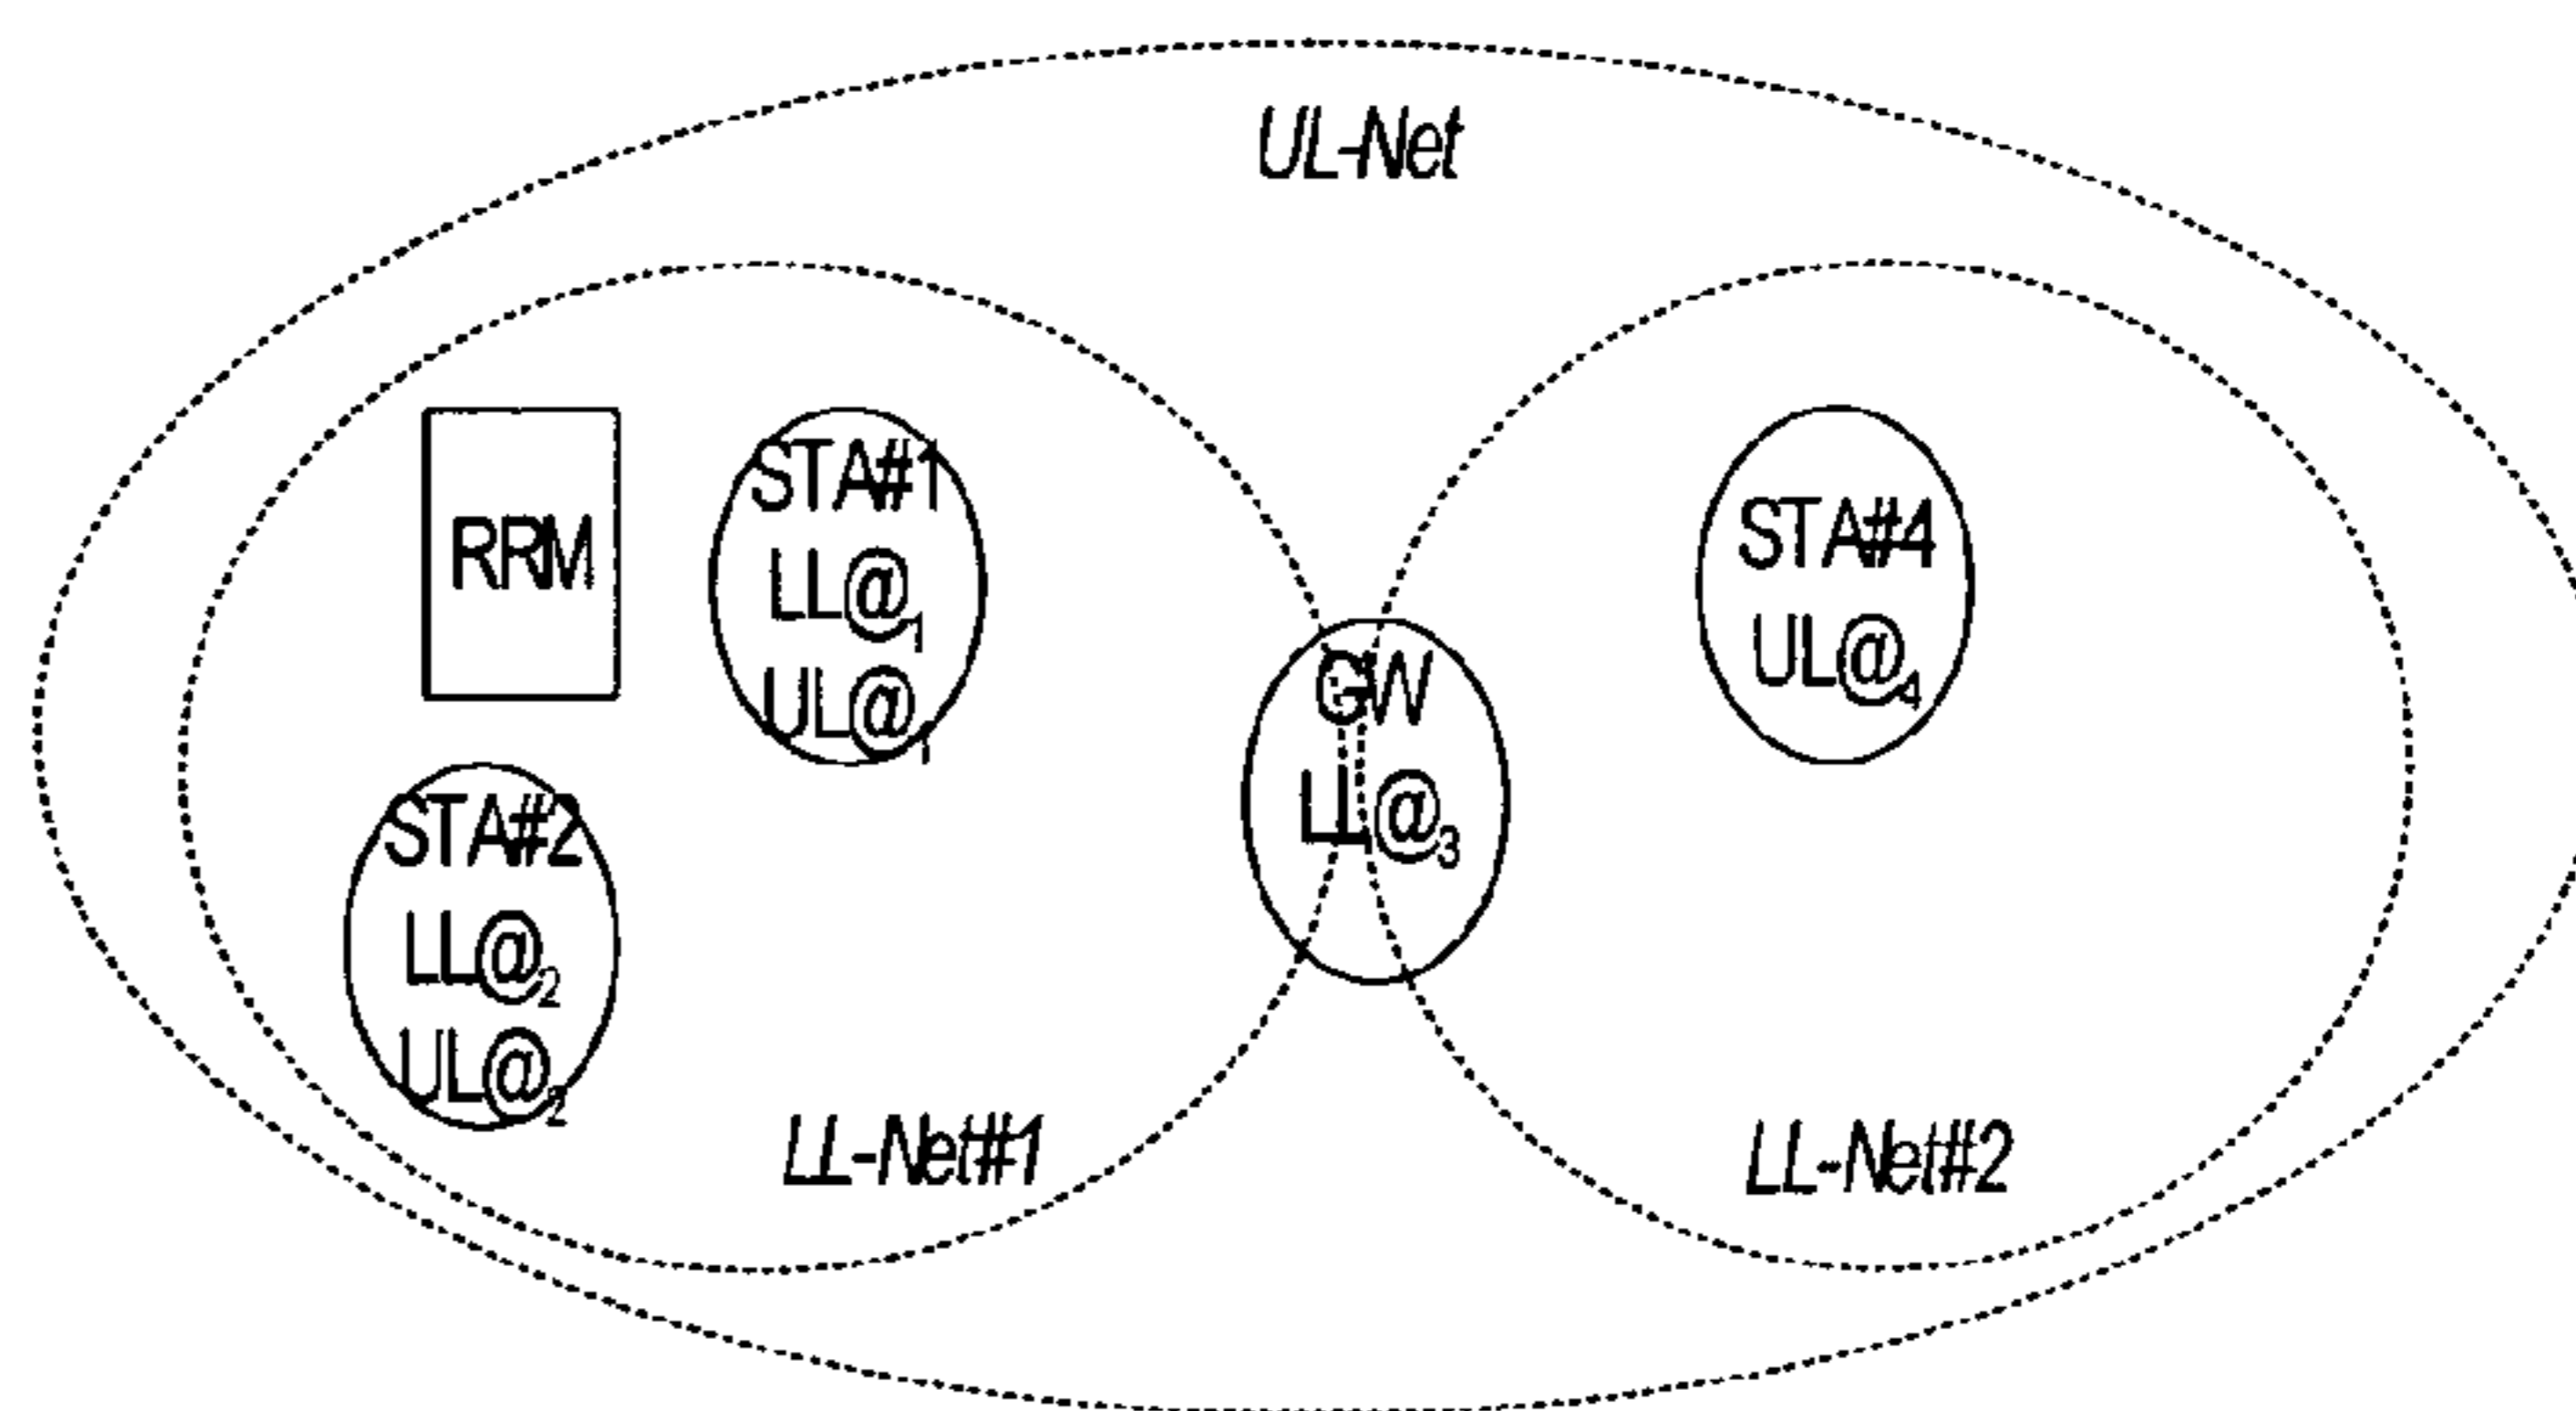 UL-Net
RRM
STA#1
LL@1
UL@1
STA#2
LL@2
UL@2
GW
LL@3
STA#4
UL@4
LL-Net#1
LL-Net#2